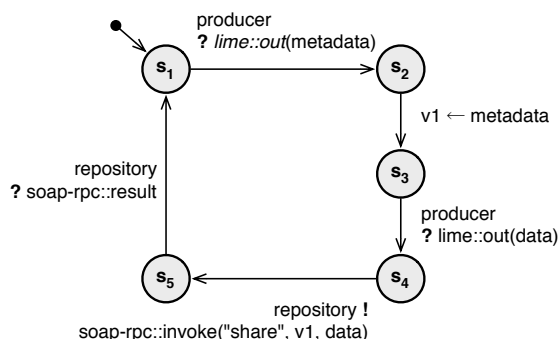 producer
? lime::out(metadata)
s1
s2
v1 ← metadata
repository
? soap-rpc::result
s3
producer
? lime::out(data)
s5
s4
repository !
soap-rpc::invoke("share", v1, data)